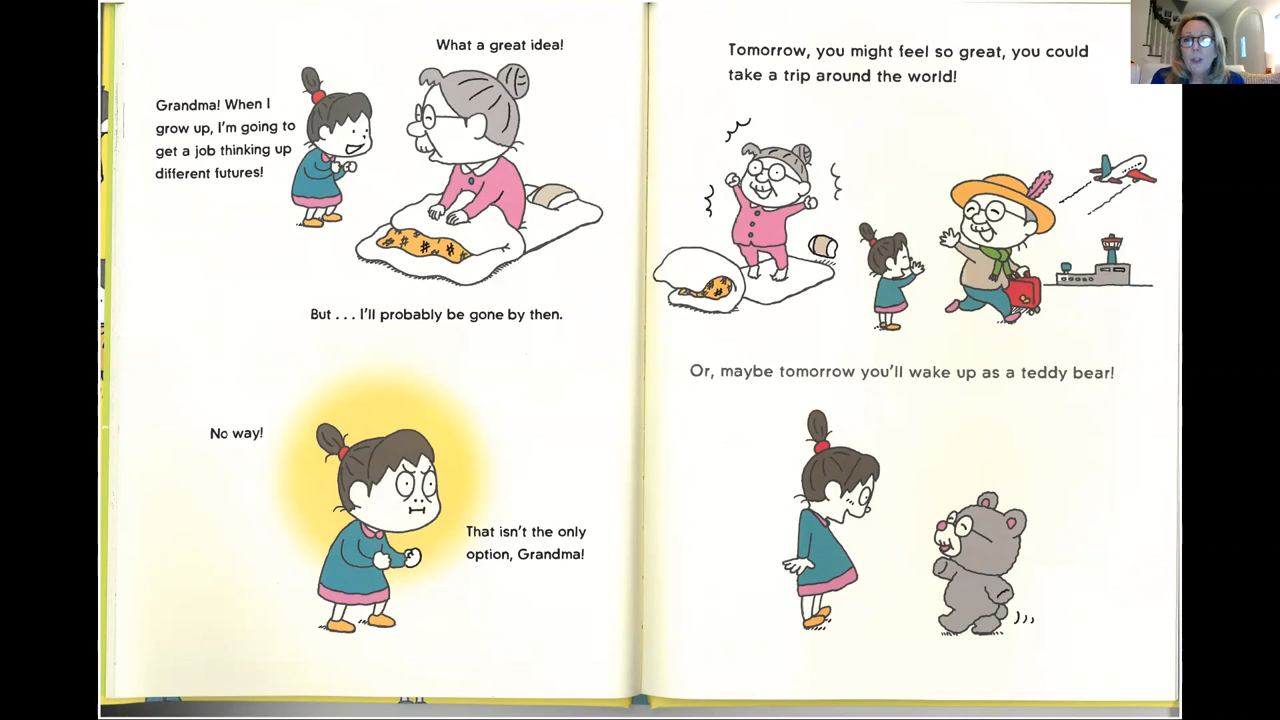 What a great idea!
Grandma! When I
grow up, I'm going to
get a job thinking up
different futures!
But . . . I'll probably be gone by then.
No way!
That isn't the only
option, Grandma!
Tomorrow, you might feel so great, you could
take a trip around the world!
Or, maybe tomorrow you'll wake up as a teddy bear!